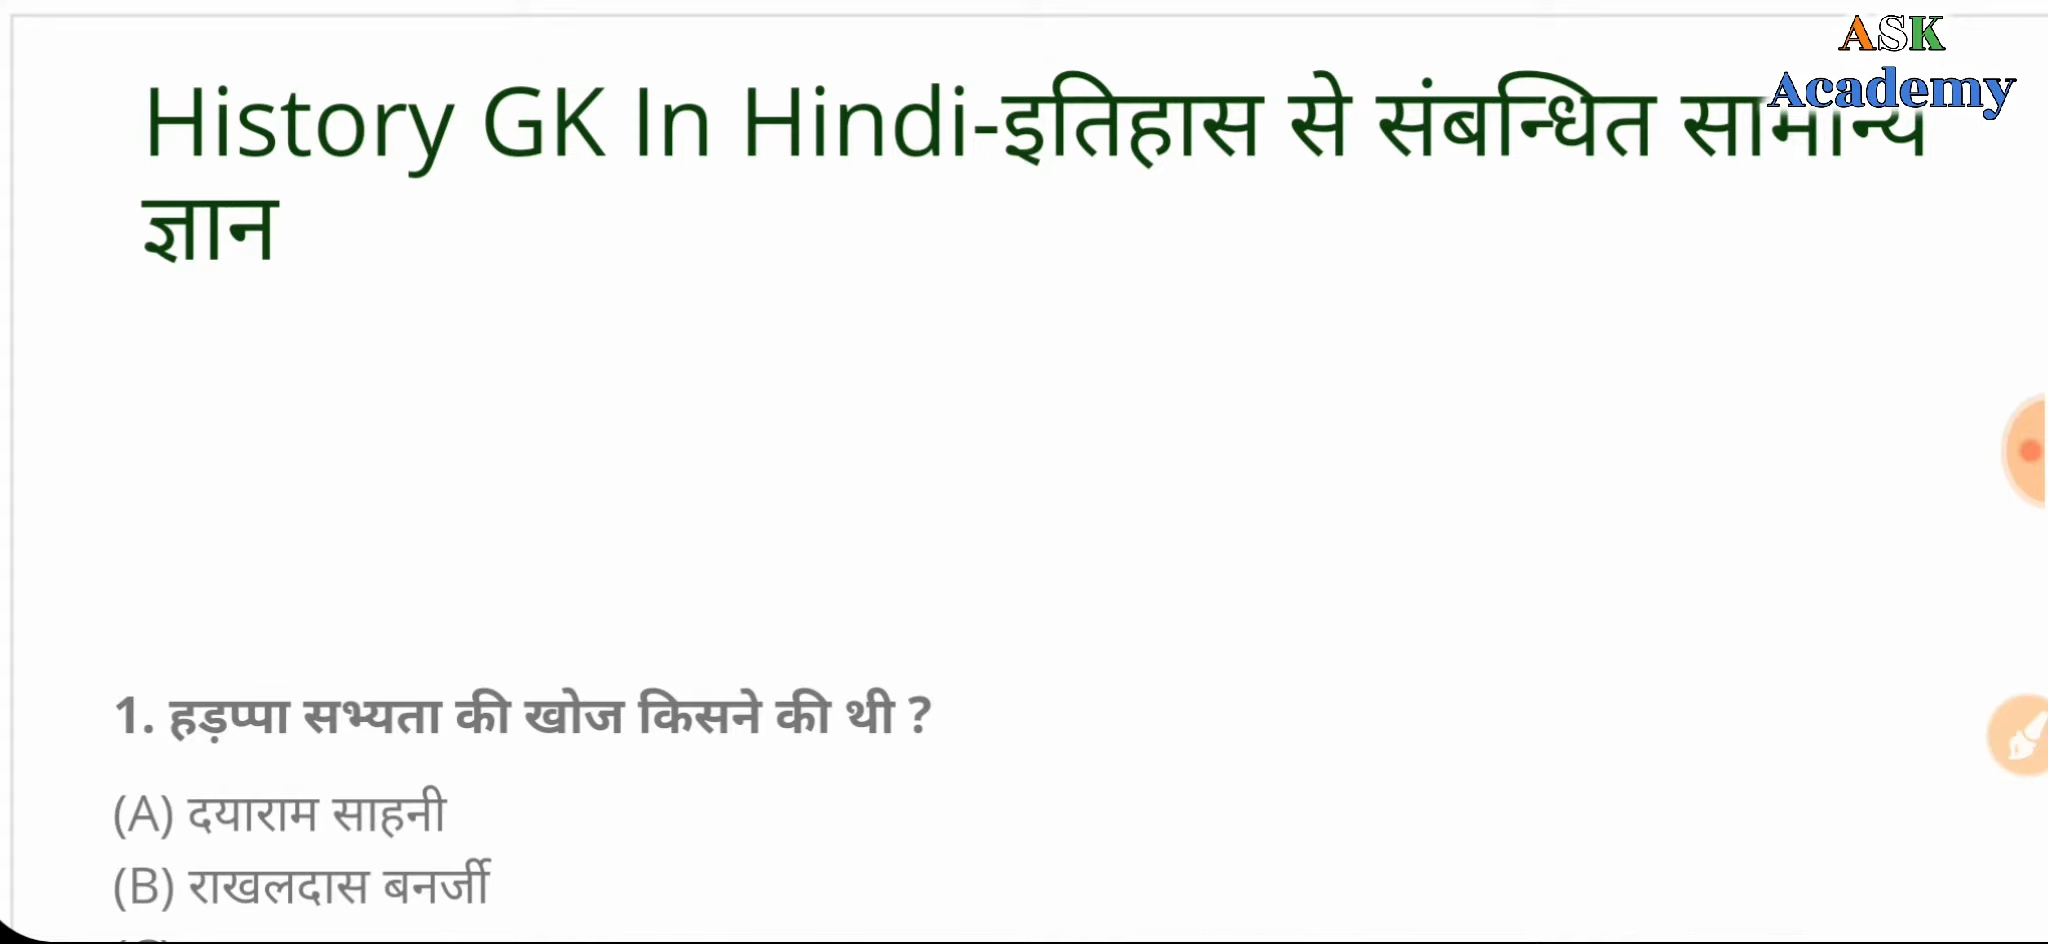 ASK
Academy
History GK In Hindi-इतिहास से संबन्धित सामान्य
ज्ञान
1. हड़प्पा सभ्यता की खोज किसने की थी ?
(A) दयाराम साहनी
(B) राखलदास बनर्जी